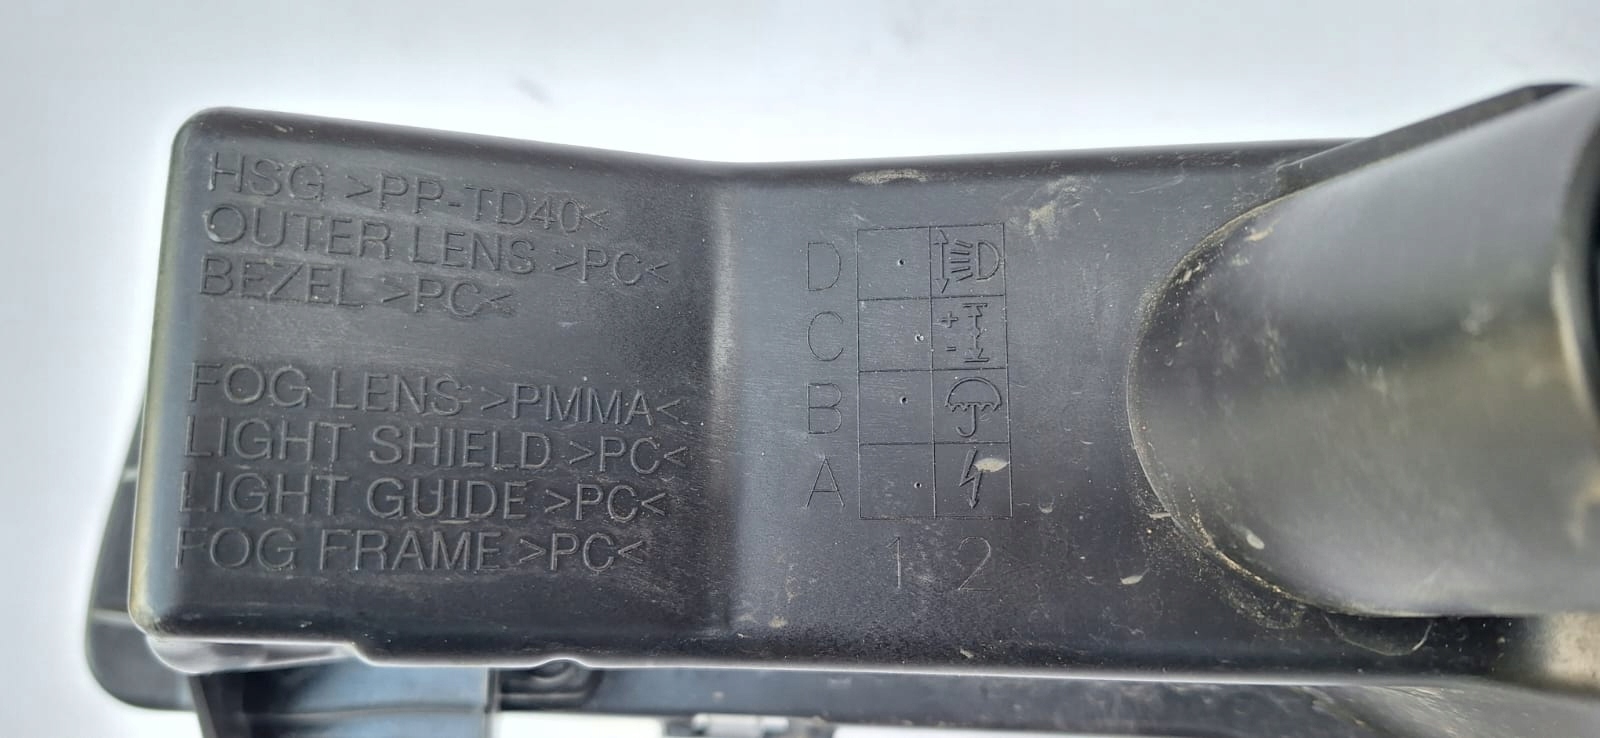 HSG >PP-TD40<
OUTER LENS >PC<
BEZEL >PC<
FOG LENS >PMMA<
LIGHT SHIELD >PC<
LIGHT GUIDE >PC<
FOG FRAME >PC<
D
C + -
B
A
1 2